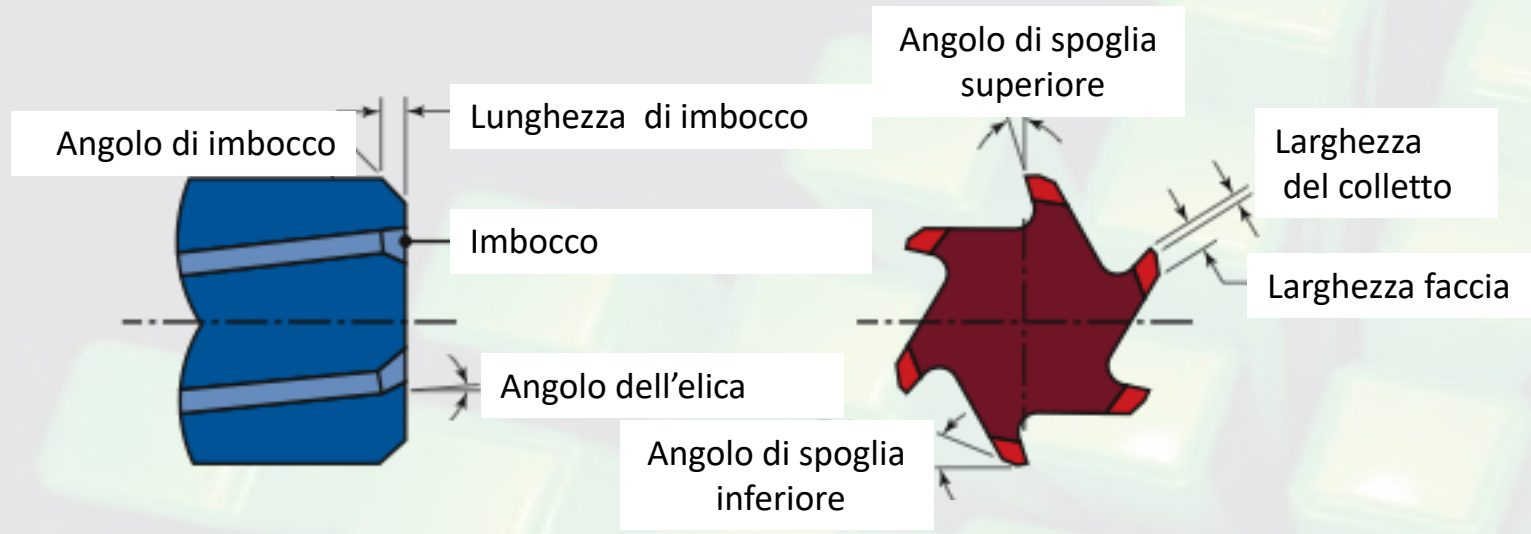 Angolo di spoglia
superiore
Lunghezza di imbocco
Angolo di imbocco
Larghezza
del colletto
Imbocco
Larghezza faccia
Angolo dell’elica
Angolo di spoglia
inferiore